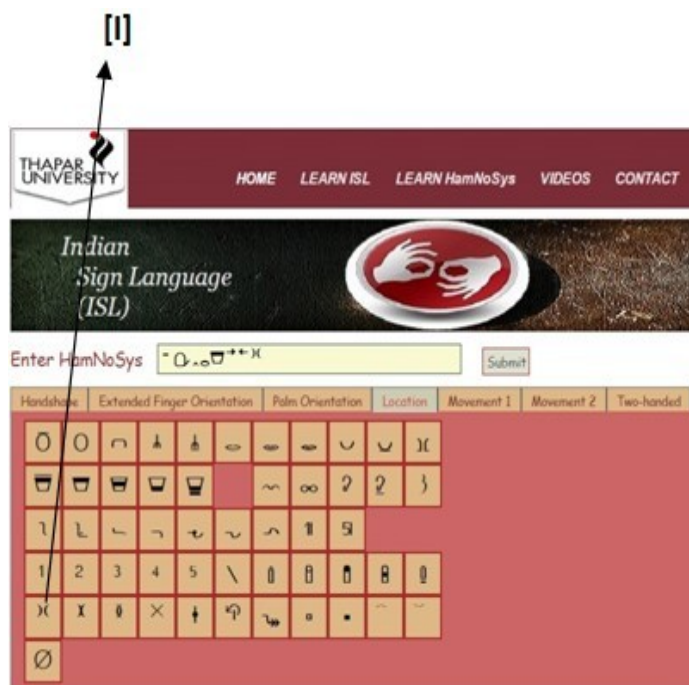 [I]
THAPAR
UNIVERSITY
HOME LEARN ISL LEARN HamNoSys VIDEOS CONTACT
Indian
Sign Language
(ISL)
Enter HamNoSys
Submit
Handshape Extended Finger Orientation Palm Orientation Location Movement 1 Movement 2 Two-handed
1 2 3 4 5